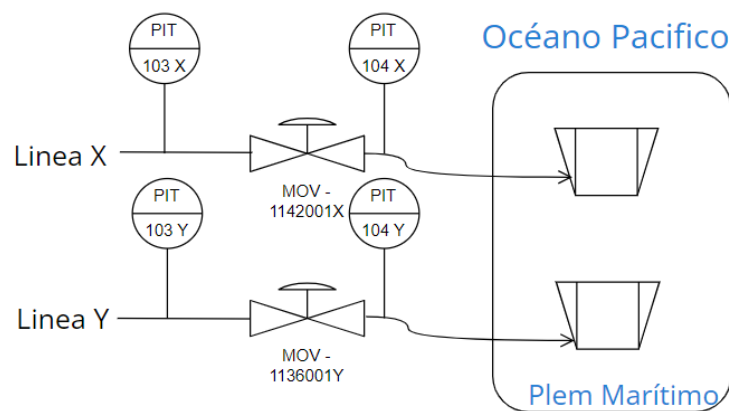 PIT
103 X
PIT
104 X
Océano Pacifico
Linea X
MOV -
1142001X
PIT
103 Y
PIT
104 Y
Linea Y
MOV -
1136001Y
Plem Marítimo